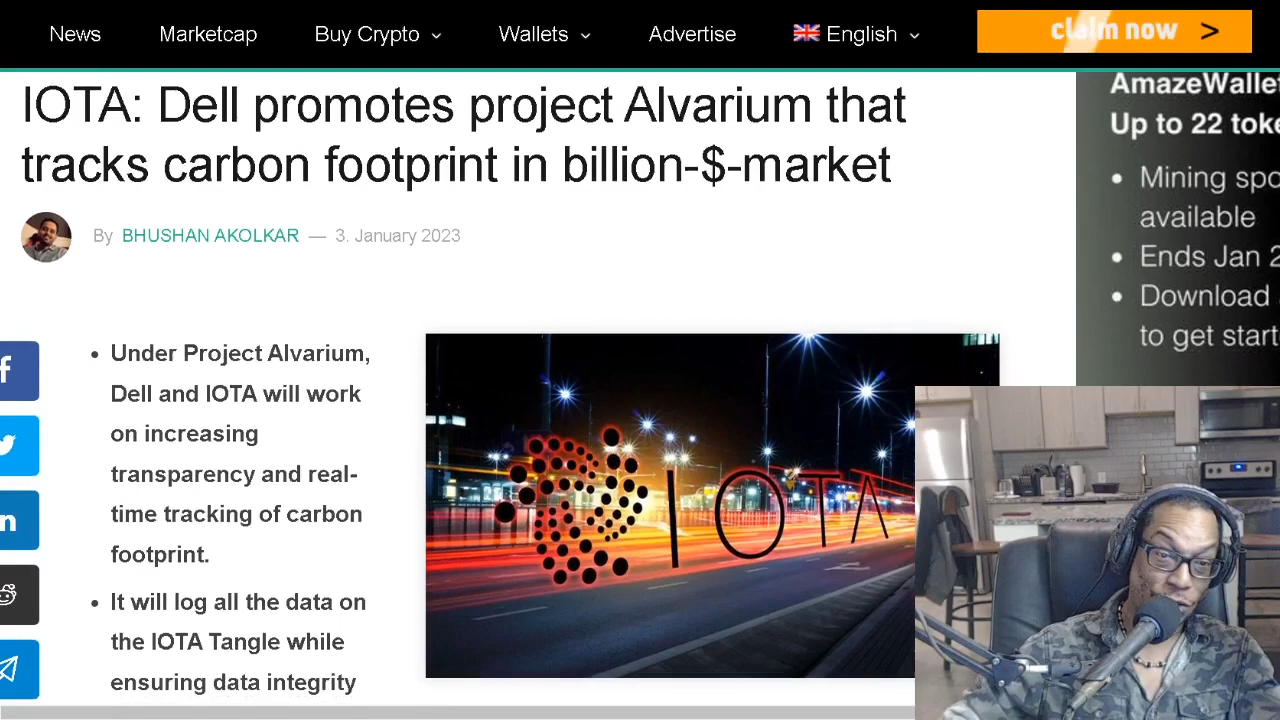 News Marketcap Buy Crypto Wallets Advertise English
claim now >
IOTA: Dell promotes project Alvarium that
tracks carbon footprint in billion-$-market
By BHUSHAN AKOLKAR — 3. January 2023
• Under Project Alvarium,
Dell and IOTA will work
on increasing
transparency and real-
time tracking of carbon
footprint.
• It will log all the data on
the IOTA Tangle while
ensuring data integrity
IOTA
AmazeWallet
Up to 22 toke
• Mining spo
available
• Ends Jan 2
• Download
to get start